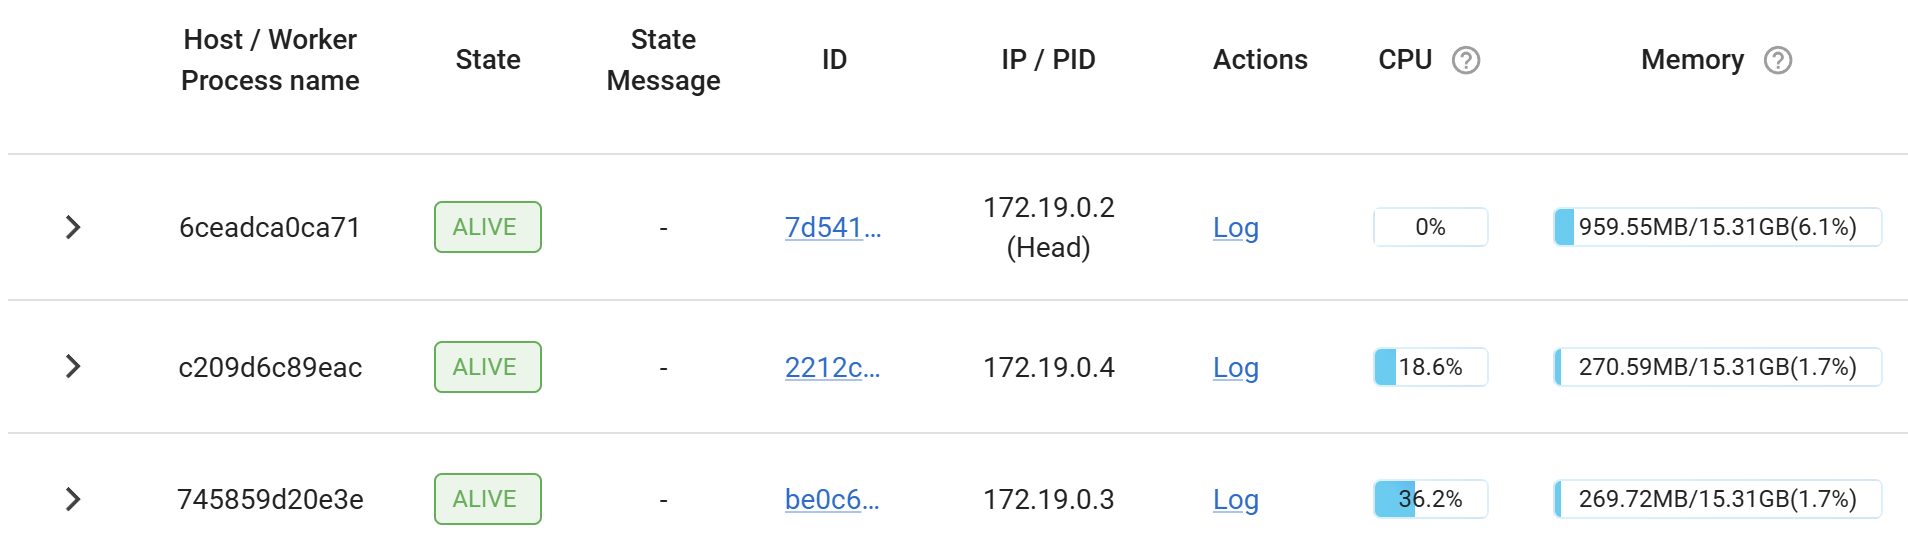 Host / Worker
Process name
State
State
Message
ID
IP / PID
Actions
CPU
?
Memory
?
6ceadca0ca71
ALIVE
-
7d541...
172.19.0.2
(Head)
Log
0%
959.55MB/15.31GB(6.1%)
c209d6c89eac
ALIVE
-
2212c...
172.19.0.4
Log
18.6%
270.59MB/15.31GB(1.7%)
745859d20e3e
ALIVE
-
be0c6...
172.19.0.3
Log
36.2%
269.72MB/15.31GB(1.7%)